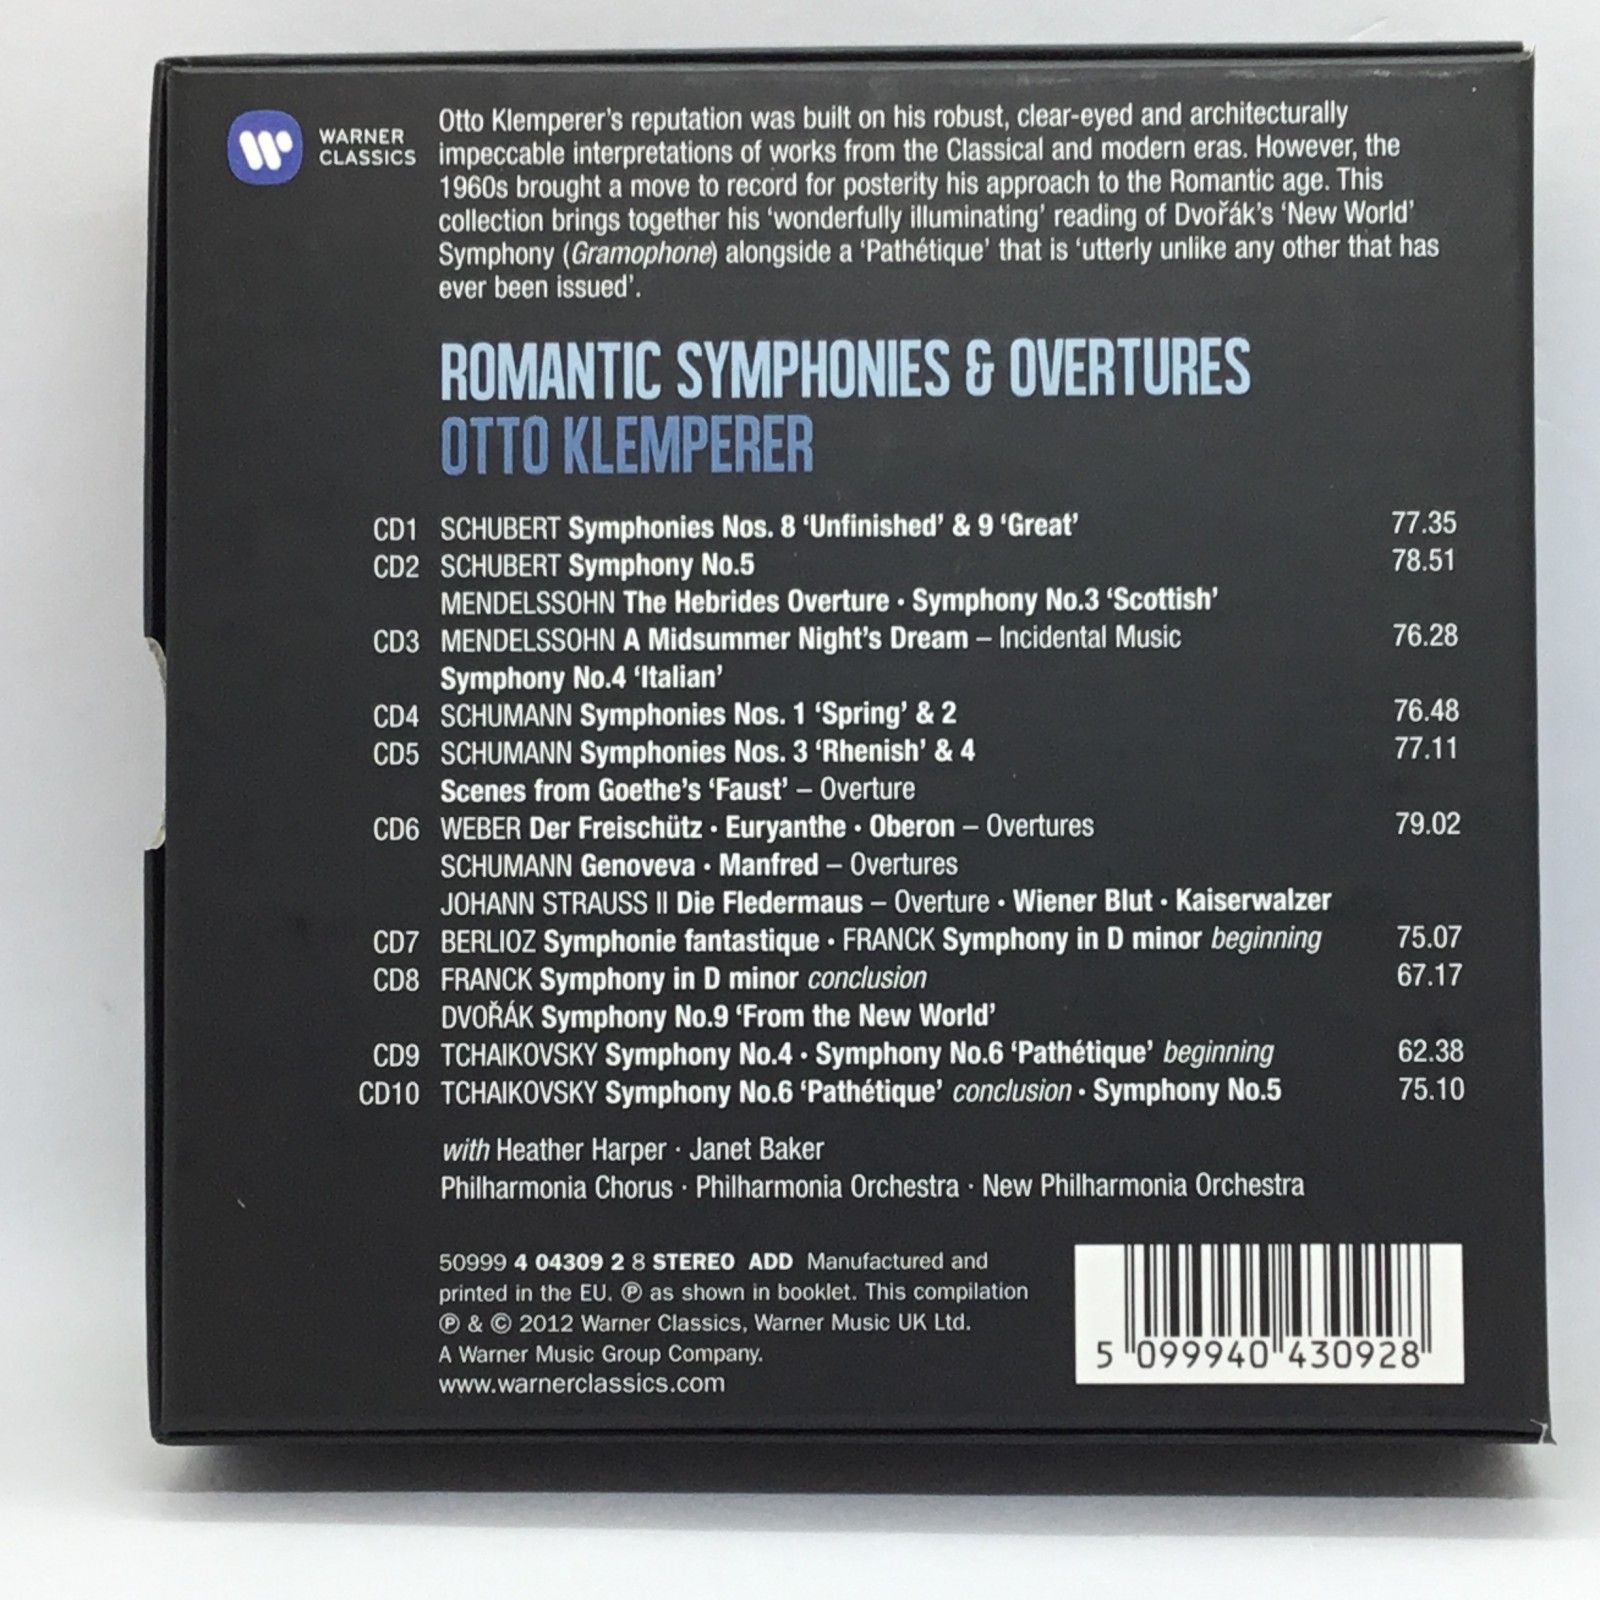 WARNER
CLASSICS
Otto Klemperer's reputation was built on his robust, clear-eyed and architecturally
impeccable interpretations of works from the Classical and modern eras. However, the
1960s brought a move to record for posterity his approach to the Romantic age. This
collection brings together his ‘wonderfully illuminating’ reading of Dvořák's ‘New World’
Symphony (Gramophone) alongside a ‘Pathétique’ that is ‘utterly unlike any other that has
ever been issued’.
ROMANTIC SYMPHONIES & OVERTURES
OTTO KLEMPERER
CD1 SCHUBERT Symphonies Nos. 8 ‘Unfinished’ & 9 ‘Great’ 77.35
CD2 SCHUBERT Symphony No.5 78.51
MENDELSSOHN The Hebrides Overture · Symphony No.3 ‘Scottish’
CD3 MENDELSSOHN A Midsummer Night's Dream – Incidental Music 76.28
Symphony No.4 ‘Italian’
CD4 SCHUMANN Symphonies Nos. 1 ‘Spring’ & 2 76.48
CD5 SCHUMANN Symphonies Nos. 3 ‘Rhenish’ & 4 77.11
Scenes from Goethe's ‘Faust’ – Overture
CD6 WEBER Der Freischütz · Euryanthe · Oberon – Overtures 79.02
SCHUMANN Genoveva · Manfred – Overtures
JOHANN STRAUSS II Die Fledermaus – Overture · Wiener Blut · Kaiserwalzer
CD7 BERLIOZ Symphonie fantastique · FRANCK Symphony in D minor beginning 75.07
CD8 FRANCK Symphony in D minor conclusion 67.17
DVOŘÁK Symphony No.9 ‘From the New World’
CD9 TCHAIKOVSKY Symphony No.4 · Symphony No.6 ‘Pathétique’ beginning 62.38
CD10 TCHAIKOVSKY Symphony No.6 ‘Pathétique’ conclusion · Symphony No.5 75.10
with Heather Harper · Janet Baker
Philharmonia Chorus · Philharmonia Orchestra · New Philharmonia Orchestra
50999 4 04309 2 8 STEREO ADD Manufactured and
printed in the EU. ℗ as shown in booklet. This compilation
℗ & © 2012 Warner Classics, Warner Music UK Ltd.
A Warner Music Group Company.
www.warnerclassics.com
5 099940 430928